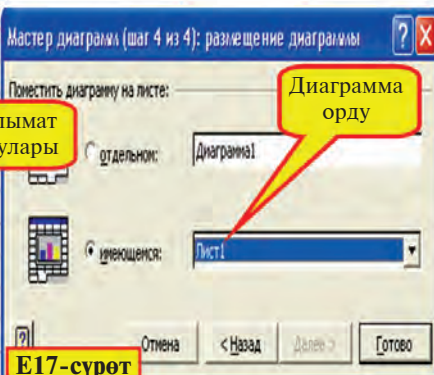 Мастер диаграмм (шаг 4 из 4): размещение диаграммы
Поместить диаграмму на листе:
Диаграмма
орду
лымат
улары
отдельном:
Диаграмма1
имеющемся:
Лист1
Отмена
< Назад
Далее >
Готово
Е17-сүрөт